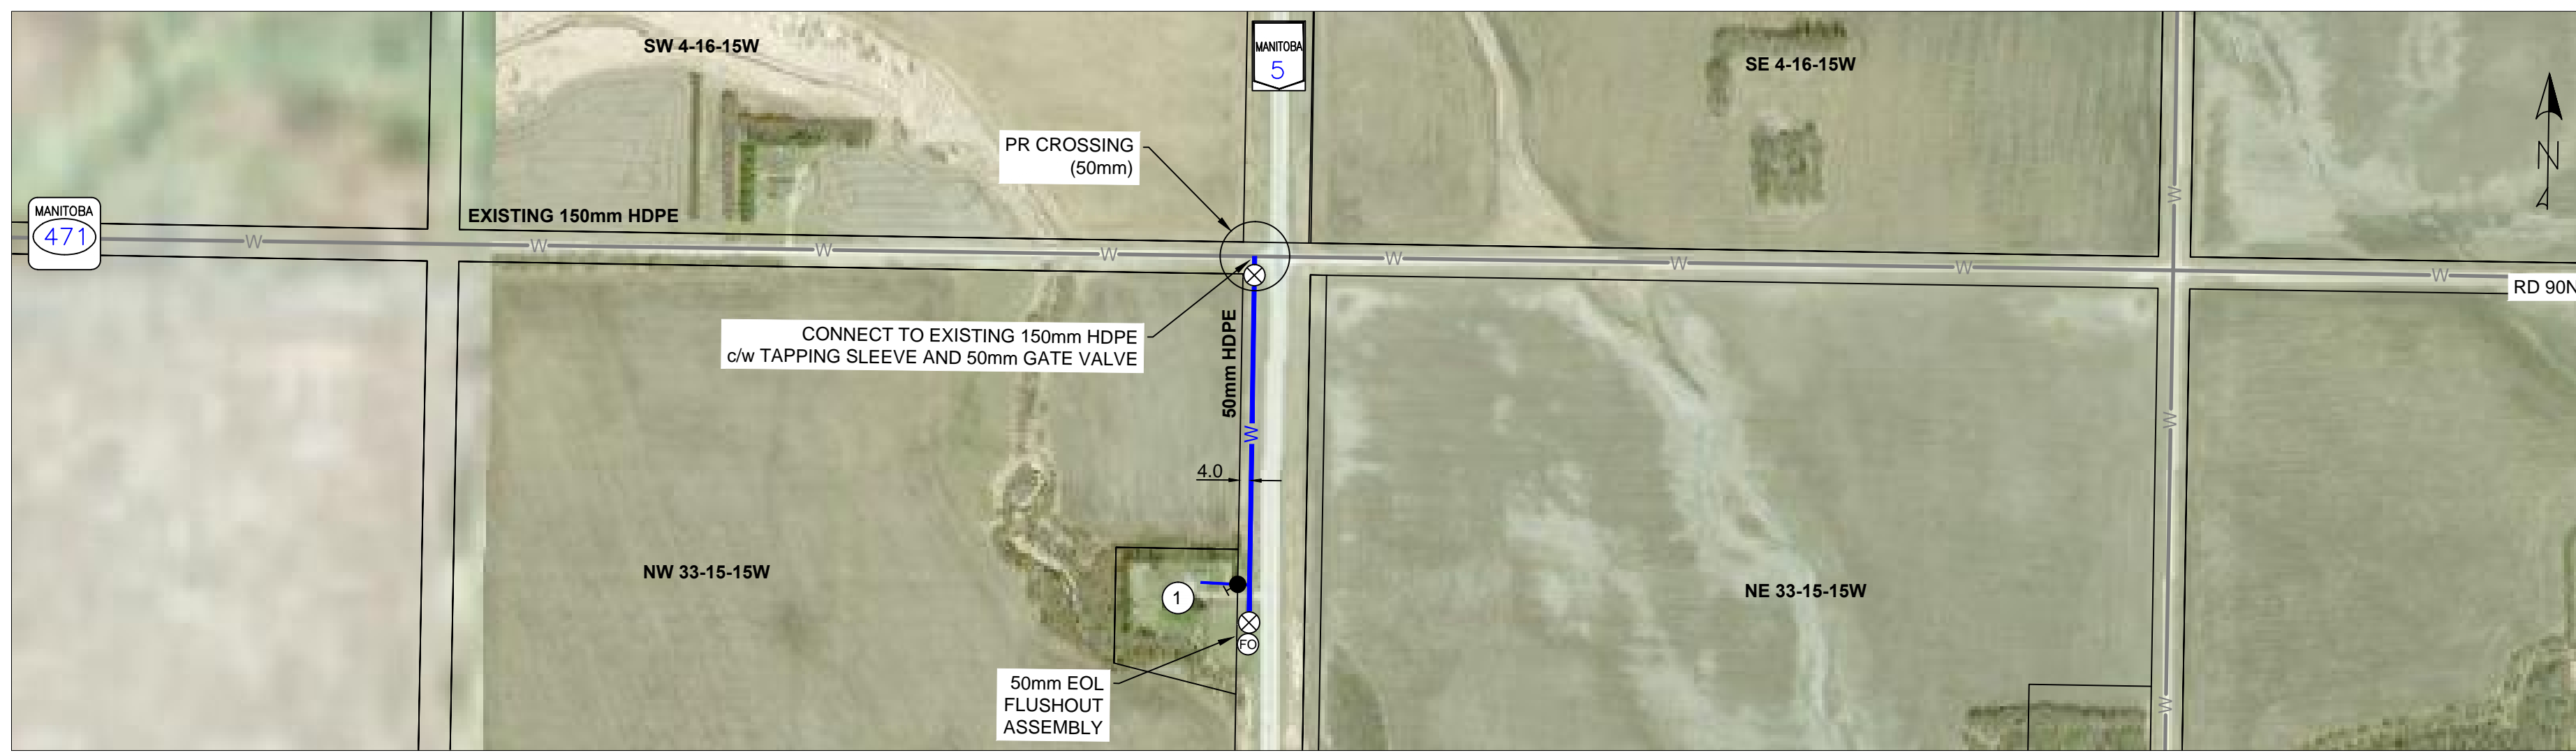 SW 4-16-15W
MANITOBA
5
SE 4-16-15W
PR CROSSING
(50mm)
N
MANITOBA
471
EXISTING 150mm HDPE
W
W
W
W
W
W
W
W
W
RD 90N
CONNECT TO EXISTING 150mm HDPE
c/w TAPPING SLEEVE AND 50mm GATE VALVE
50mm HDPE
W
W
4.0
NW 33-15-15W
1
NE 33-15-15W
FO
50mm EOL
FLUSHOUT
ASSEMBLY
W